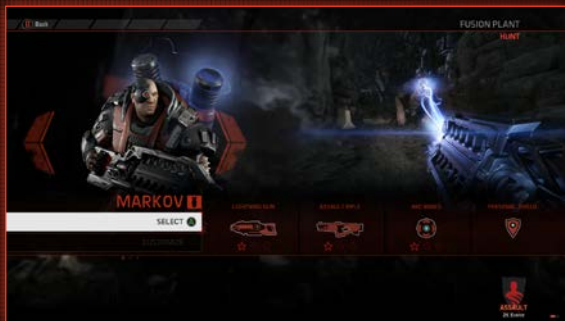 Back
FUSION PLANT
HUNT
MARKOV
SELECT
LIGHTNING GUN
ASSAULT RIFLE
ARC MINES
PERSONAL SHIELD
ASSAULT